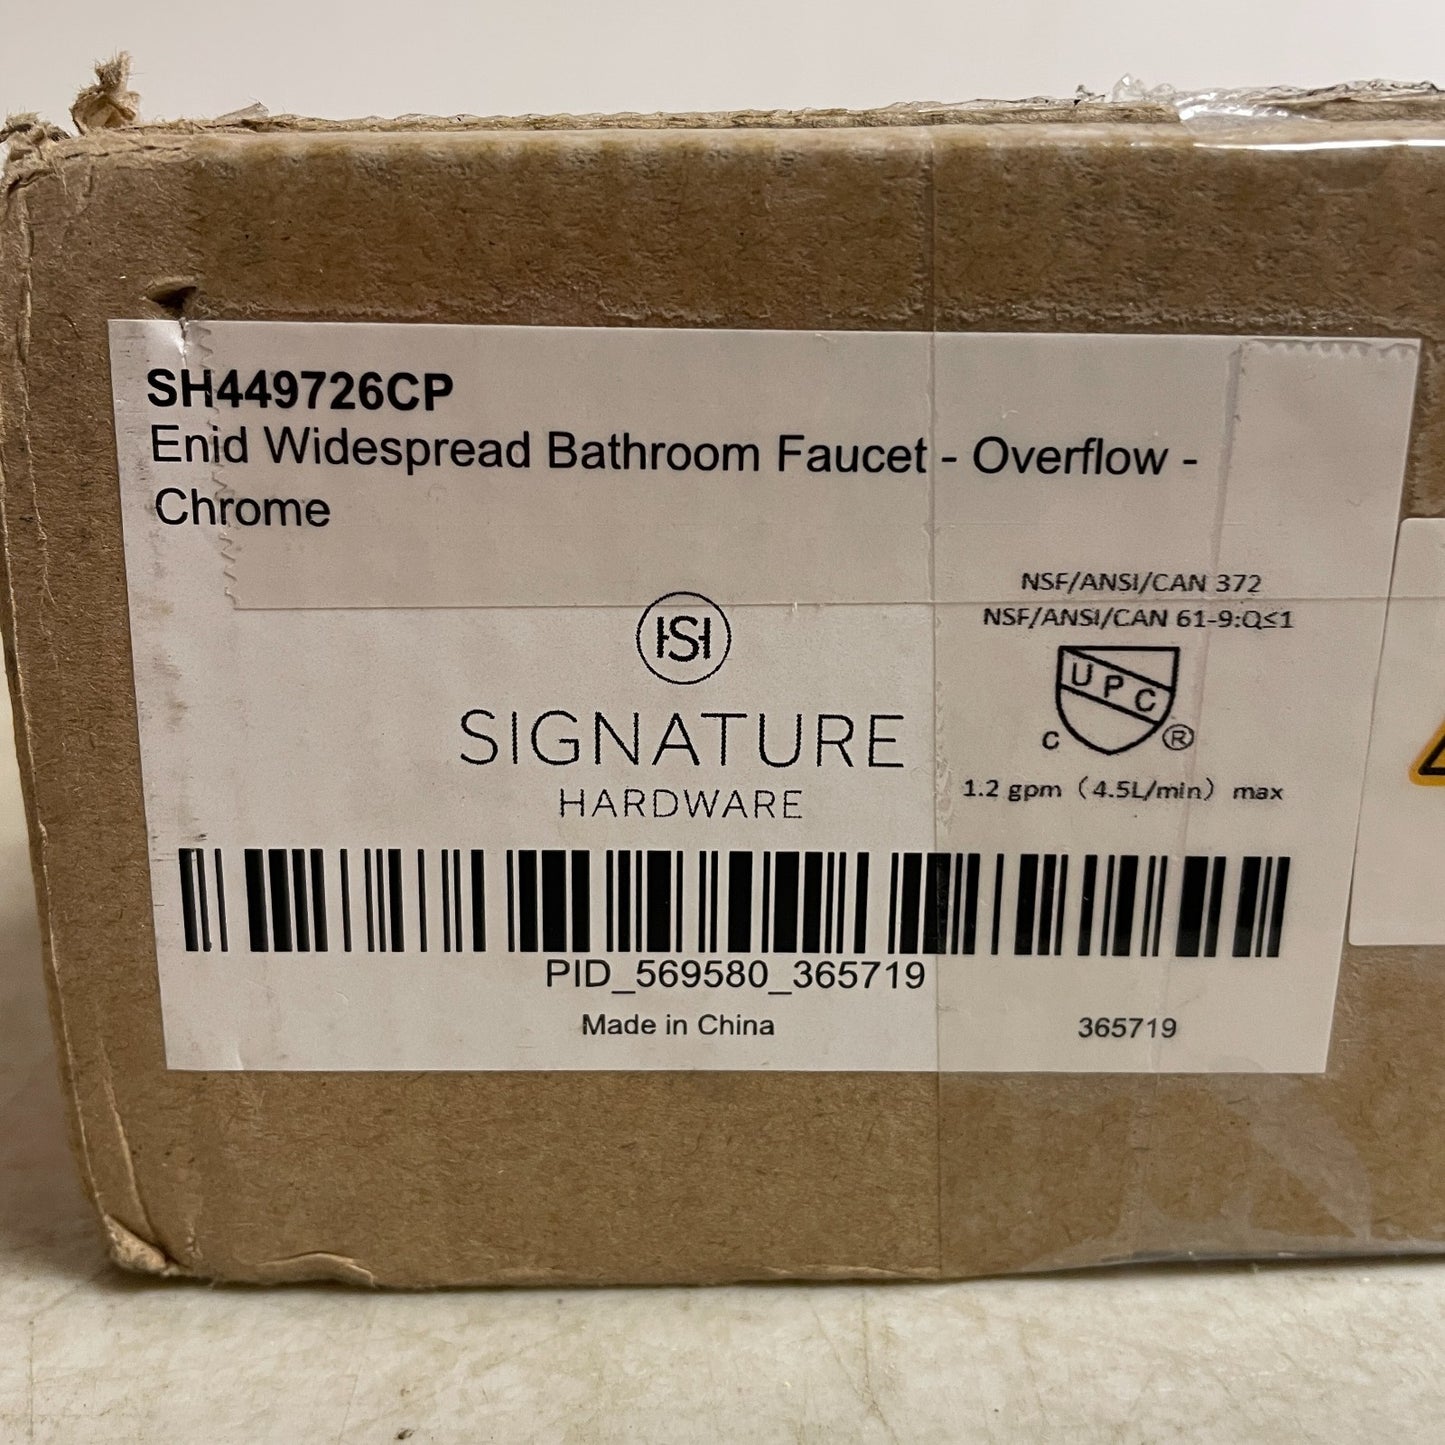 SH449726CP
Enid Widespread Bathroom Faucet - Overflow -
Chrome
NSF/ANSI/CAN 372
NSF/ANSI/CAN 61-9:Q≤1
HSH
SIGNATURE
HARDWARE
UPC
C ®
1.2 gpm（4.5L/min）max
PID_569580_365719
Made in China
365719